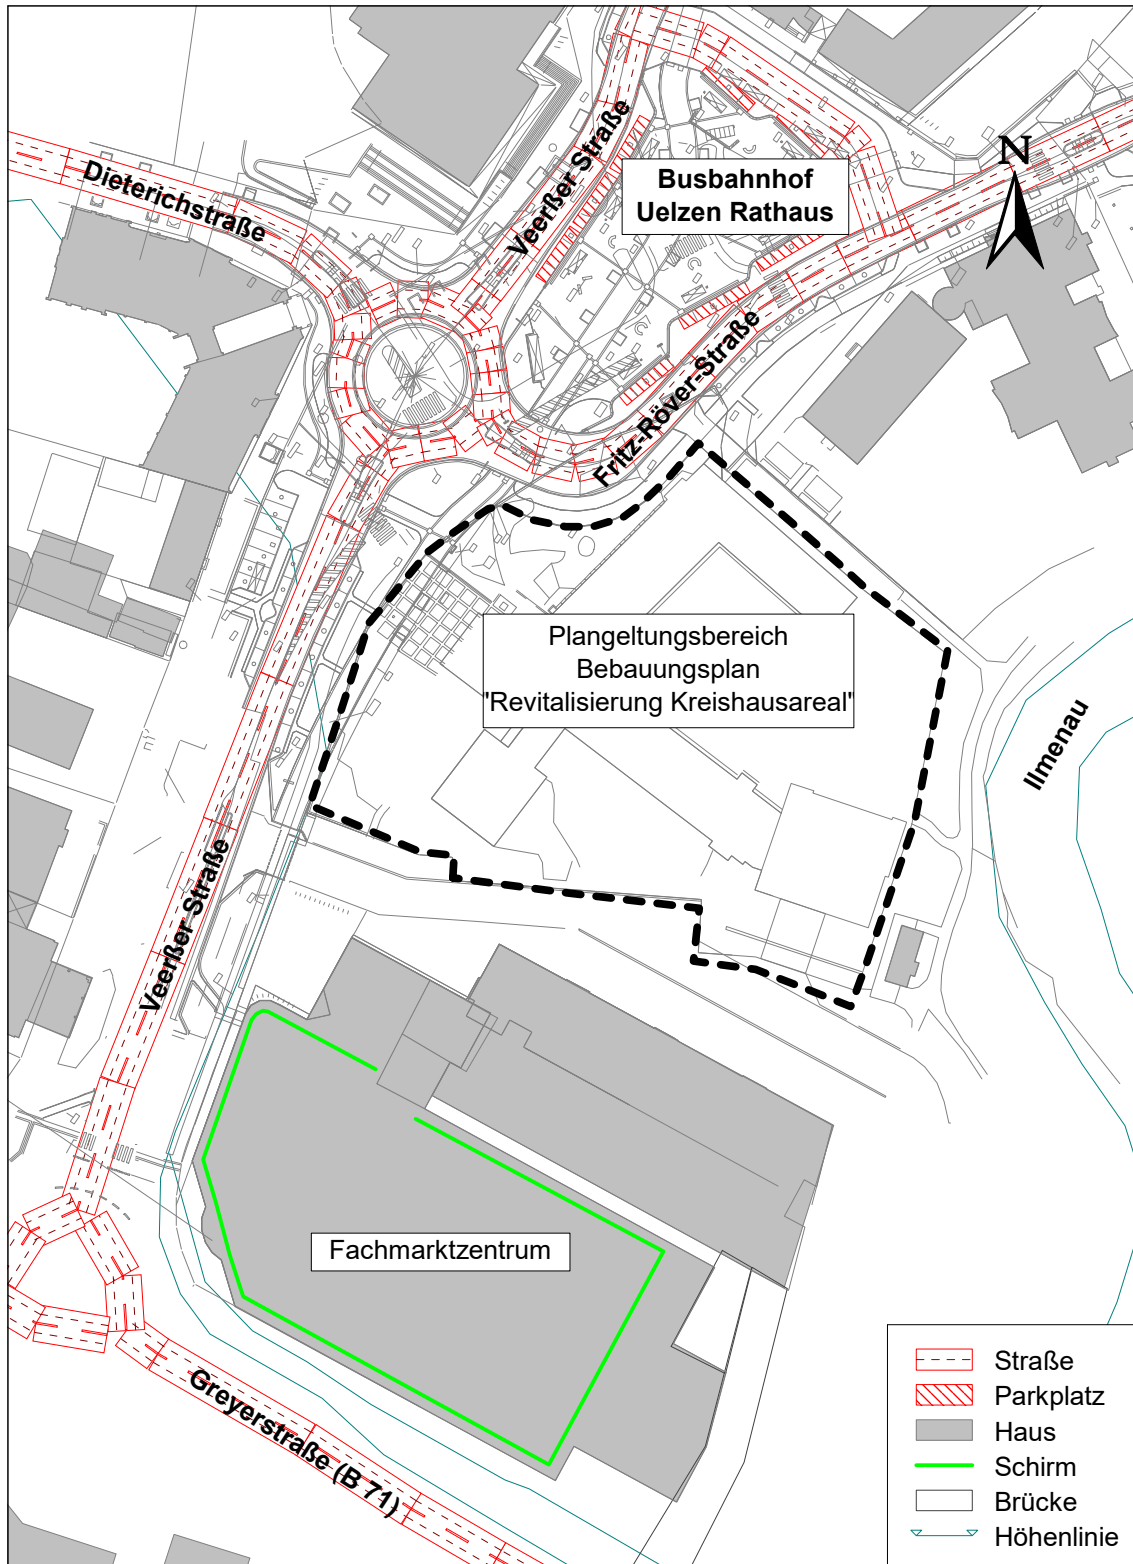 Dieterichstraße
Veerßer Straße
Busbahnhof
Uelzen Rathaus
N
Fritz-Röver-Straße
Plangeltungsbereich
Bebauungsplan
"Revitalisierung Kreishausareal"
Ilmenau
Veerßer Straße
Fachmarktzentrum
Greyerstraße (B 71)
Straße
Parkplatz
Haus
Schirm
Brücke
Höhenlinie